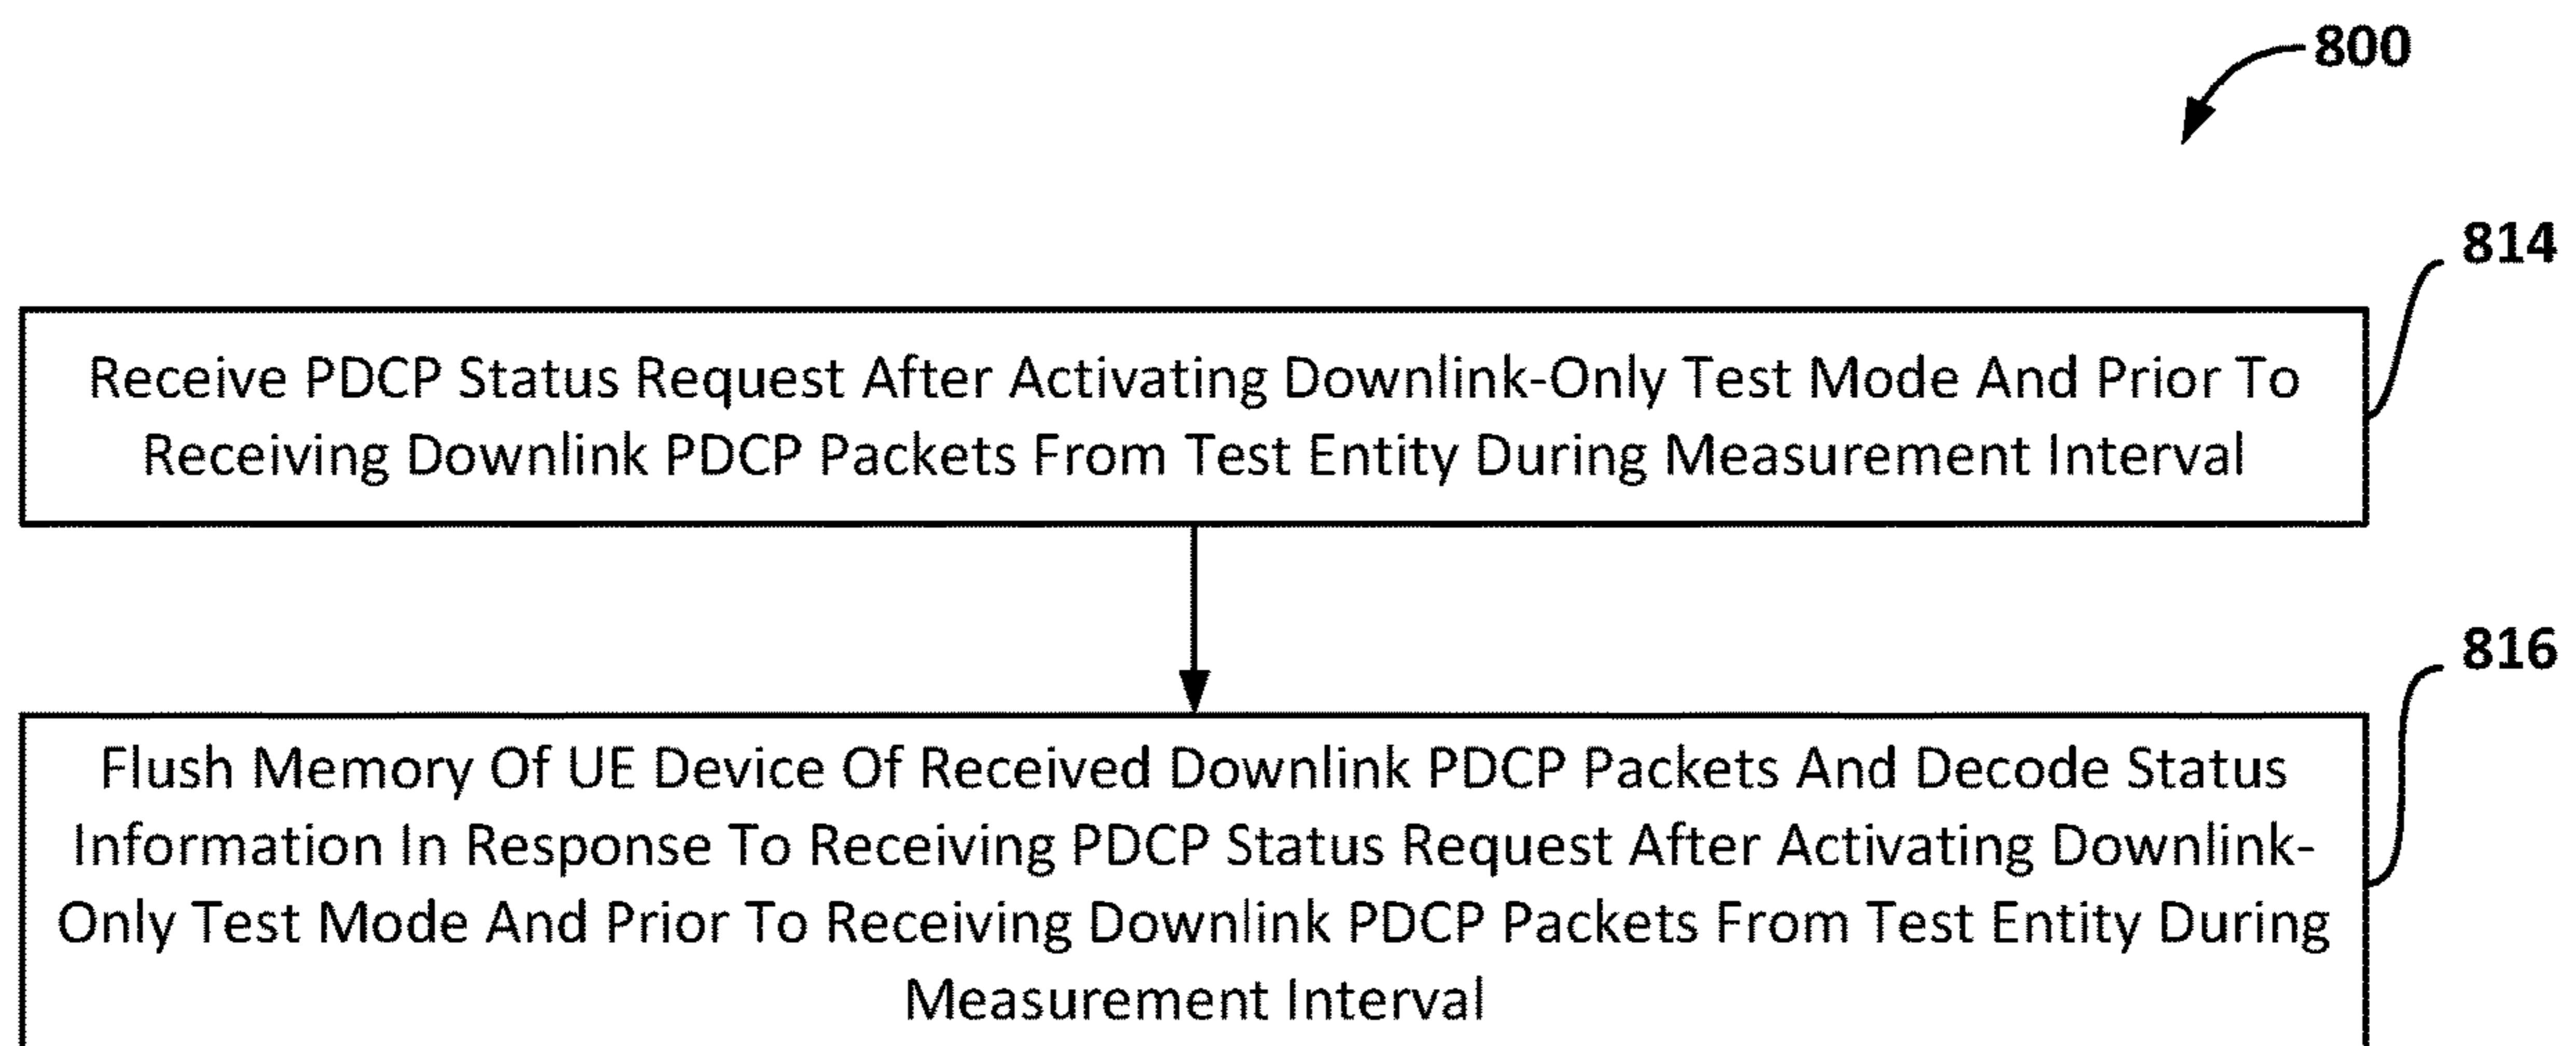 800
814
Receive PDCP Status Request After Activating Downlink-Only Test Mode And Prior To
Receiving Downlink PDCP Packets From Test Entity During Measurement Interval
816
Flush Memory Of UE Device Of Received Downlink PDCP Packets And Decode Status
Information In Response To Receiving PDCP Status Request After Activating Downlink-
Only Test Mode And Prior To Receiving Downlink PDCP Packets From Test Entity During
Measurement Interval